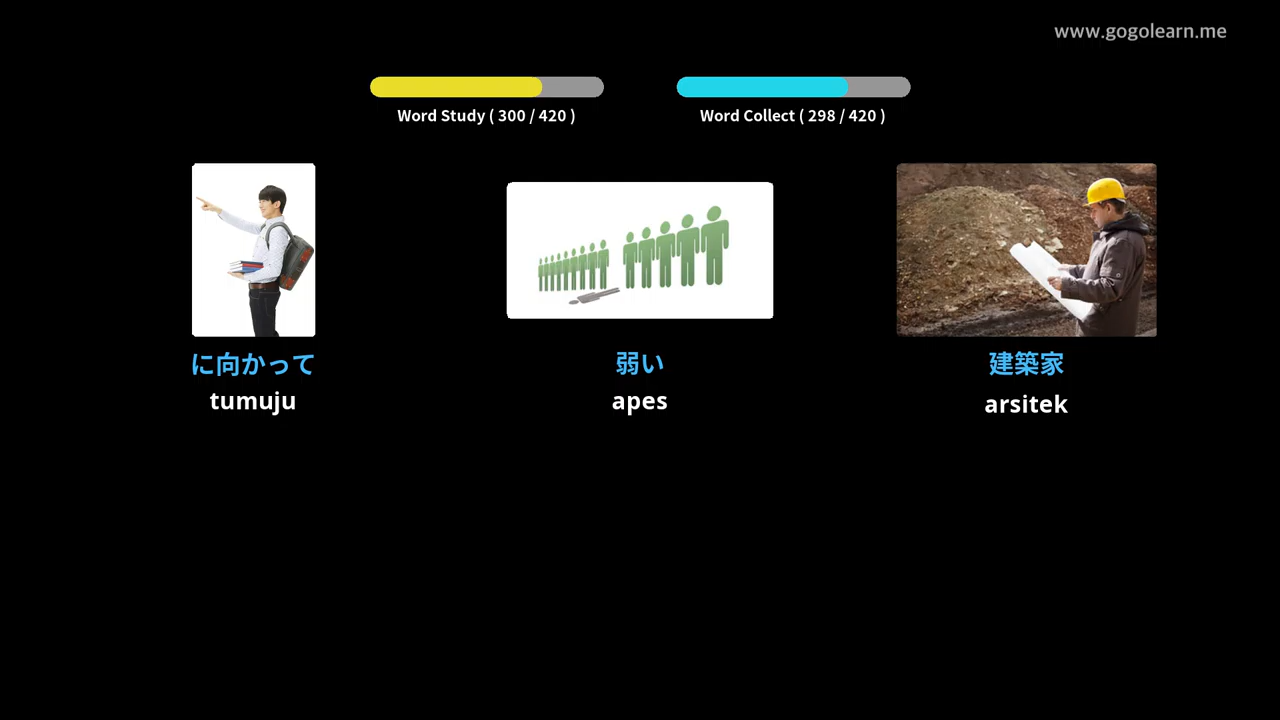 www.gogolearn.me
Word Study ( 300 / 420 )
Word Collect ( 298 / 420 )
に向かって
tumuju
弱い
apes
建築家
arsitek